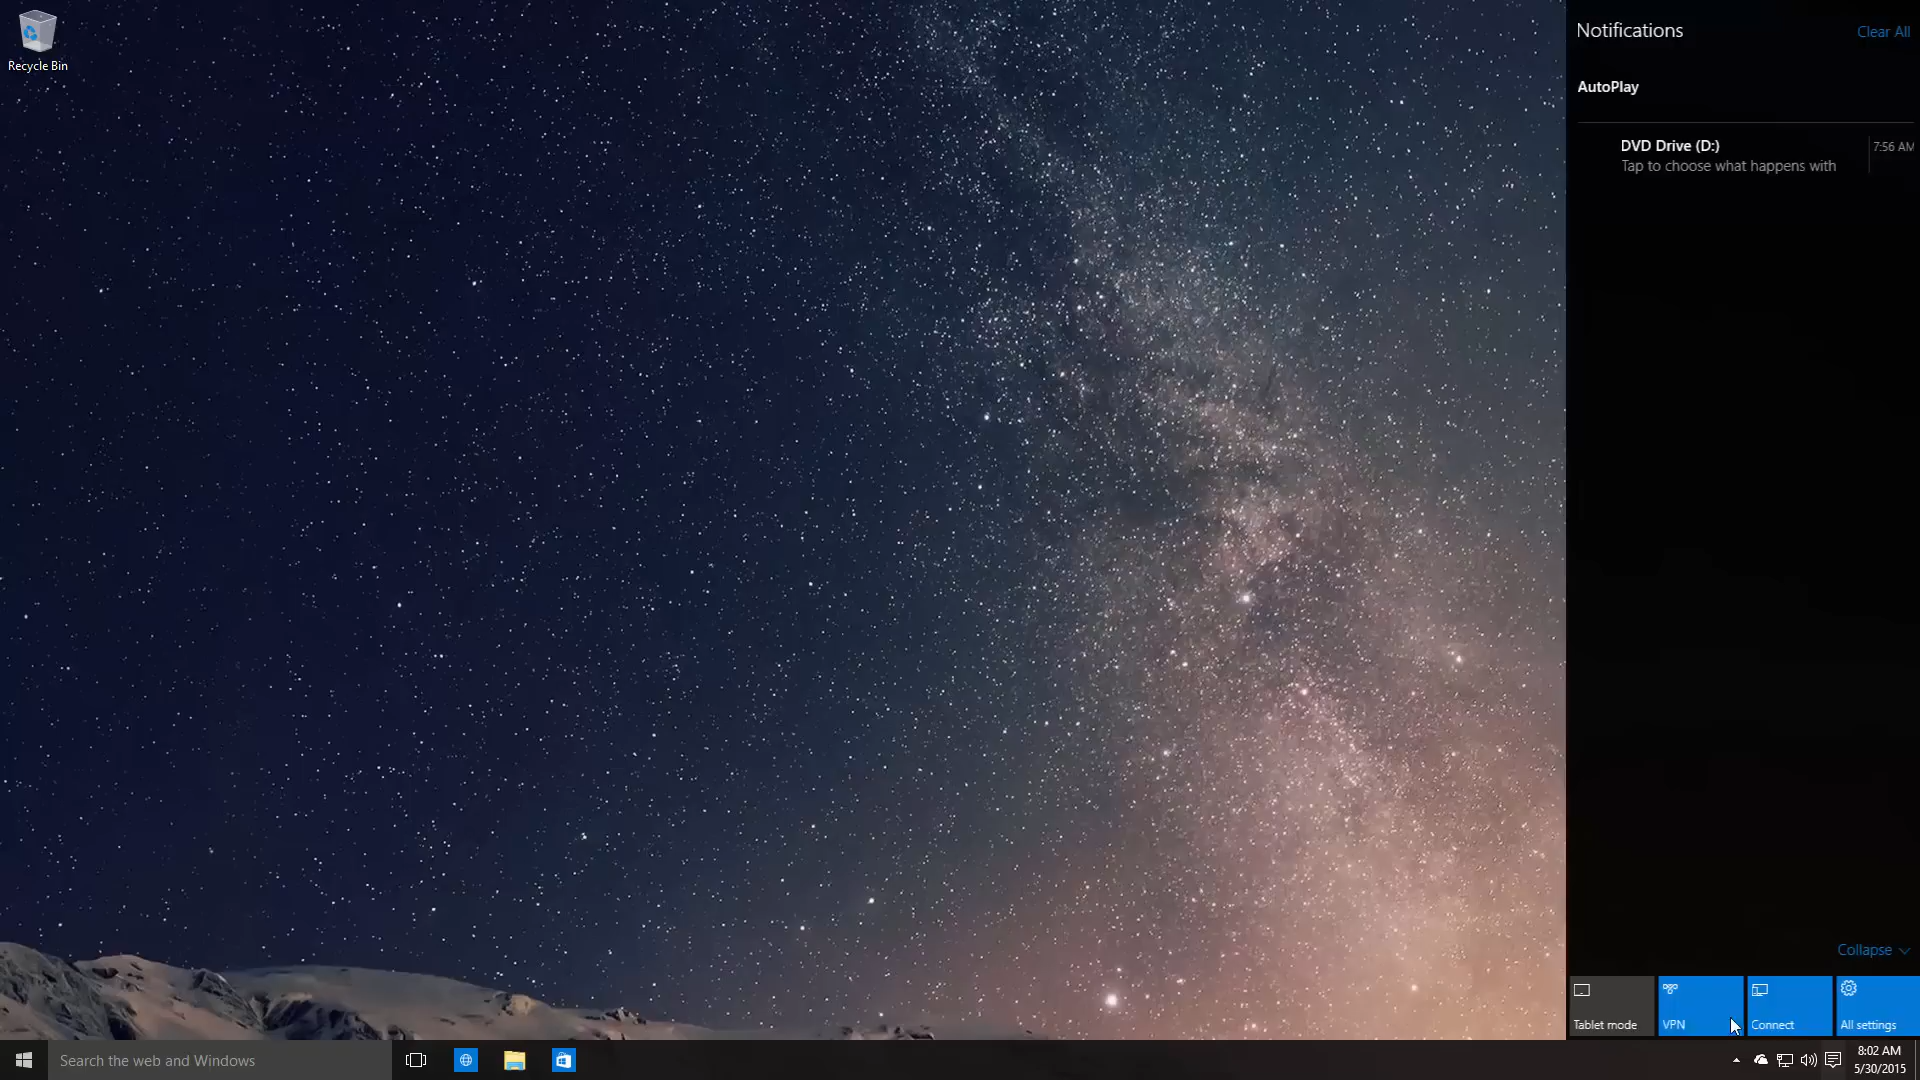 Recycle Bin
Notifications
Clear All
AutoPlay
DVD Drive (D:)
7:56 AM
Tap to choose what happens with
Collapse
Tablet mode
VPN
Connect
All settings
Search the web and Windows
8:02 AM
5/30/2015